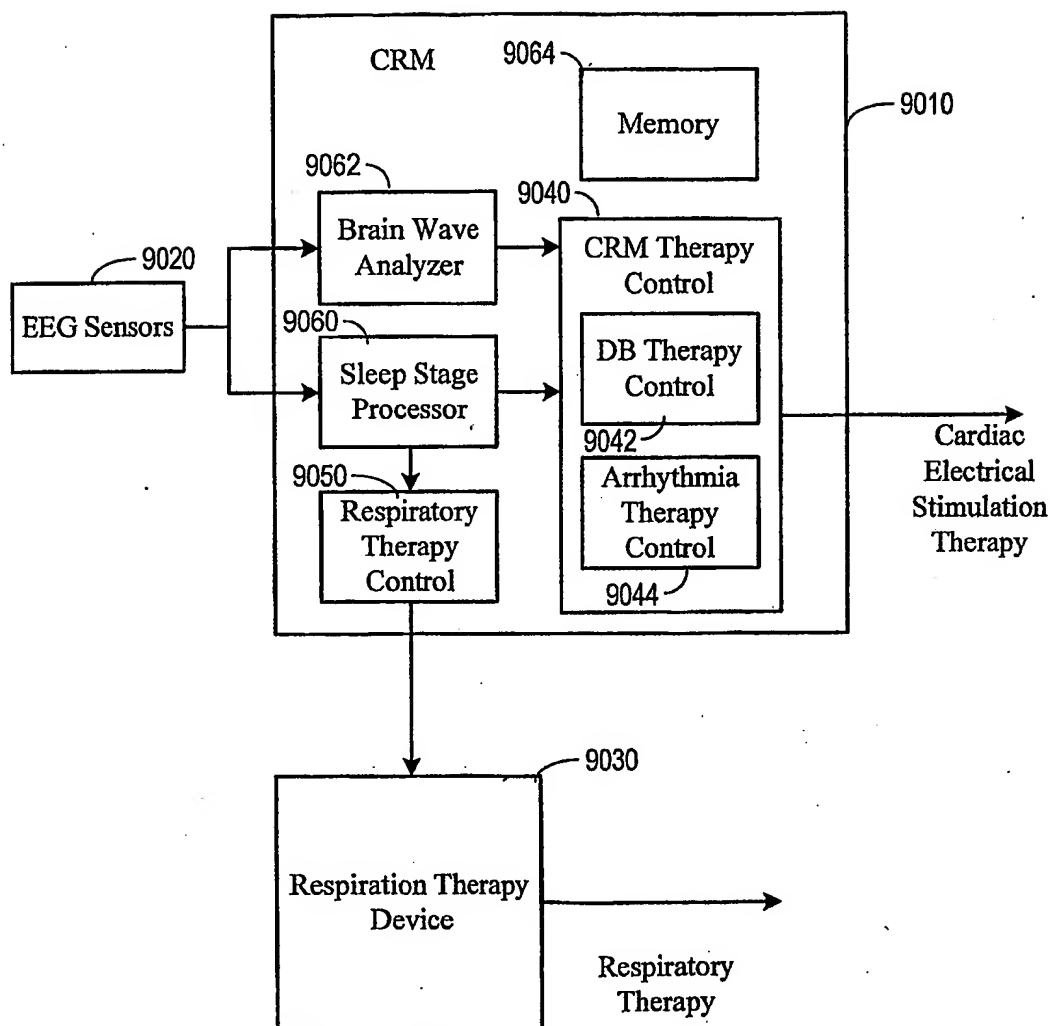 CRM
9064
Memory
9010
9062
Brain Wave
Analyzer
9040
CRM Therapy
Control
9020
EEG Sensors
9060
Sleep Stage
Processor
DB Therapy
Control
9042
Cardiac
Electrical
Stimulation
Therapy
9050
Respiratory
Therapy
Control
Arrhythmia
Therapy
Control
9044
9030
Respiration Therapy
Device
Respiratory
Therapy